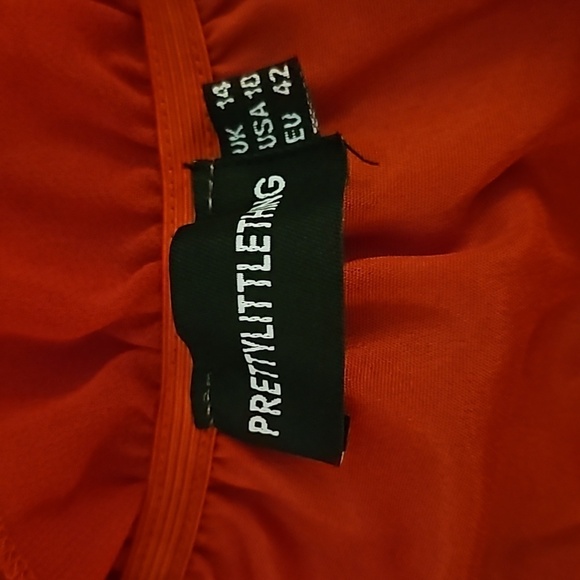 PRETTYLITTLETHING
UK 14
USA 10
EU 42